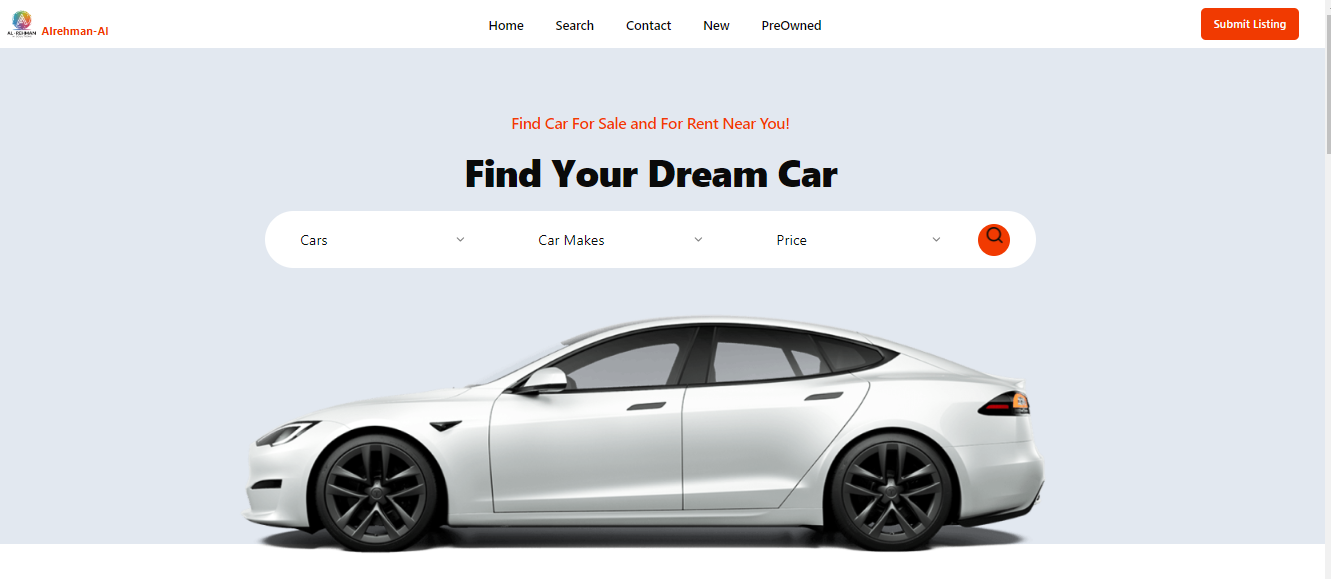 AL-REHMAN
Alrehman-AI
Home
Search
Contact
New
PreOwned
Submit Listing
Find Car For Sale and For Rent Near You!
Find Your Dream Car
Cars
Car Makes
Price